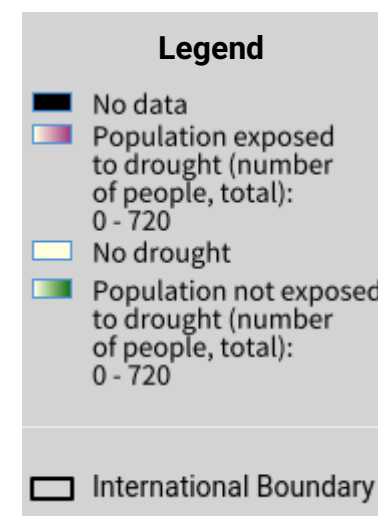 Legend
No data
Population exposed
to drought (number
of people, total):
0 - 720
No drought
Population not exposed
to drought (number
of people, total):
0 - 720
International Boundary